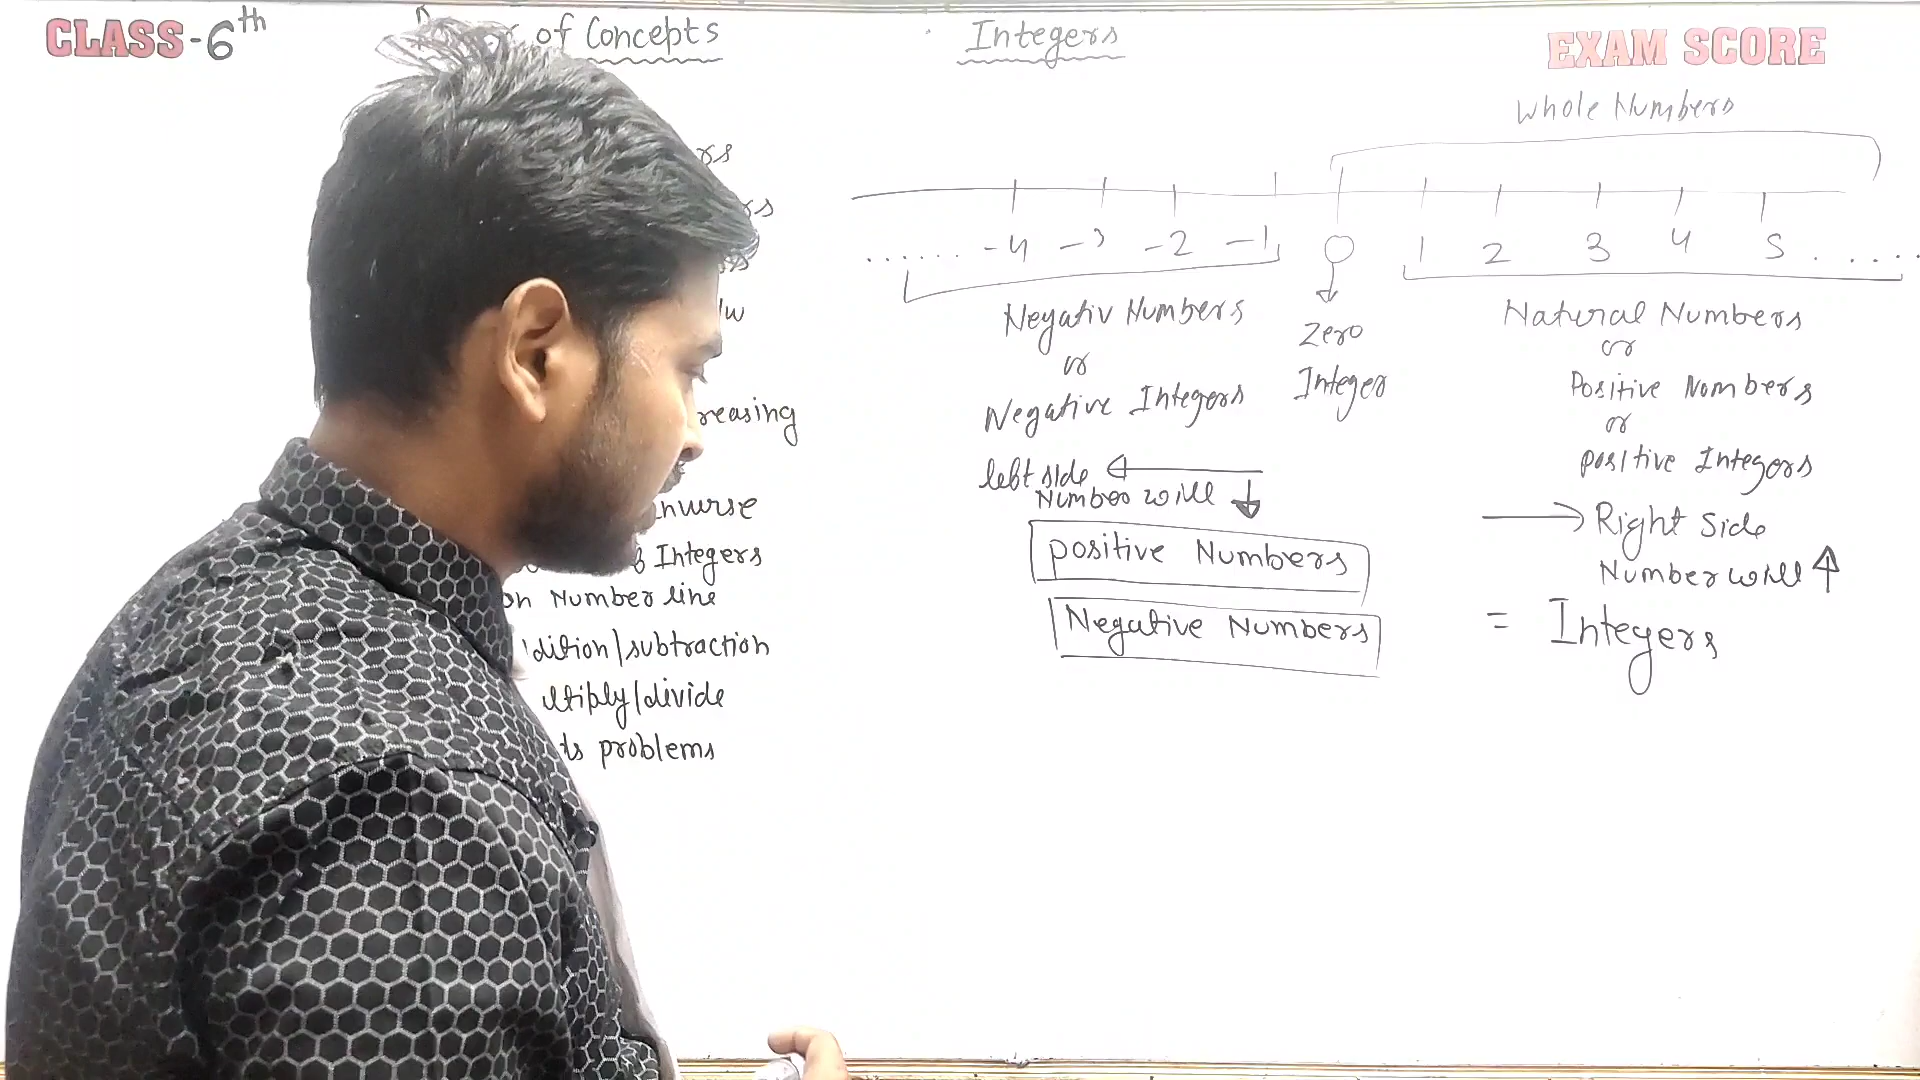 CLASS-6th
of Concepts
Integers
EXAM SCORE
Whole Numbers
...... -4 -3 -2 -1 0 1 2 3 4 5 ......
Negativ Numbers
or
Negative Integers
Zero
Integer
Natural Numbers
or
Positive Numbers
or
positive Integers
left side
Number will ↓
→ Right Side
Number will ↑
positive Numbers
Negative Numbers
= Integers
reasing
nverse
Integers
on Number line
dition/subtraction
ltiply/divide
ts problems